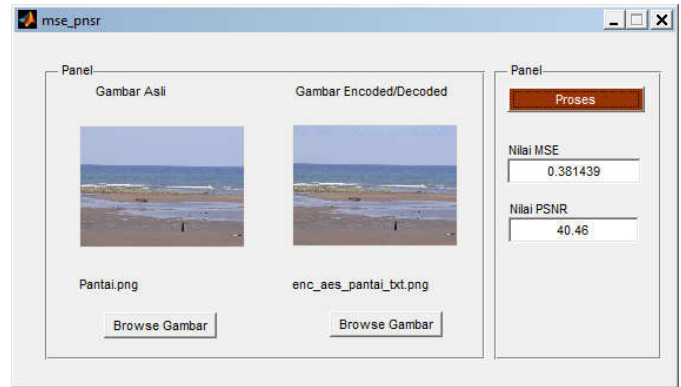 mse_pnsr
Panel
Gambar Asli
Gambar Encoded/Decoded
Pantai.png
enc_aes_pantai_txt.png
Browse Gambar
Browse Gambar
Panel
Proses
Nilai MSE
0.381439
Nilai PSNR
40.46